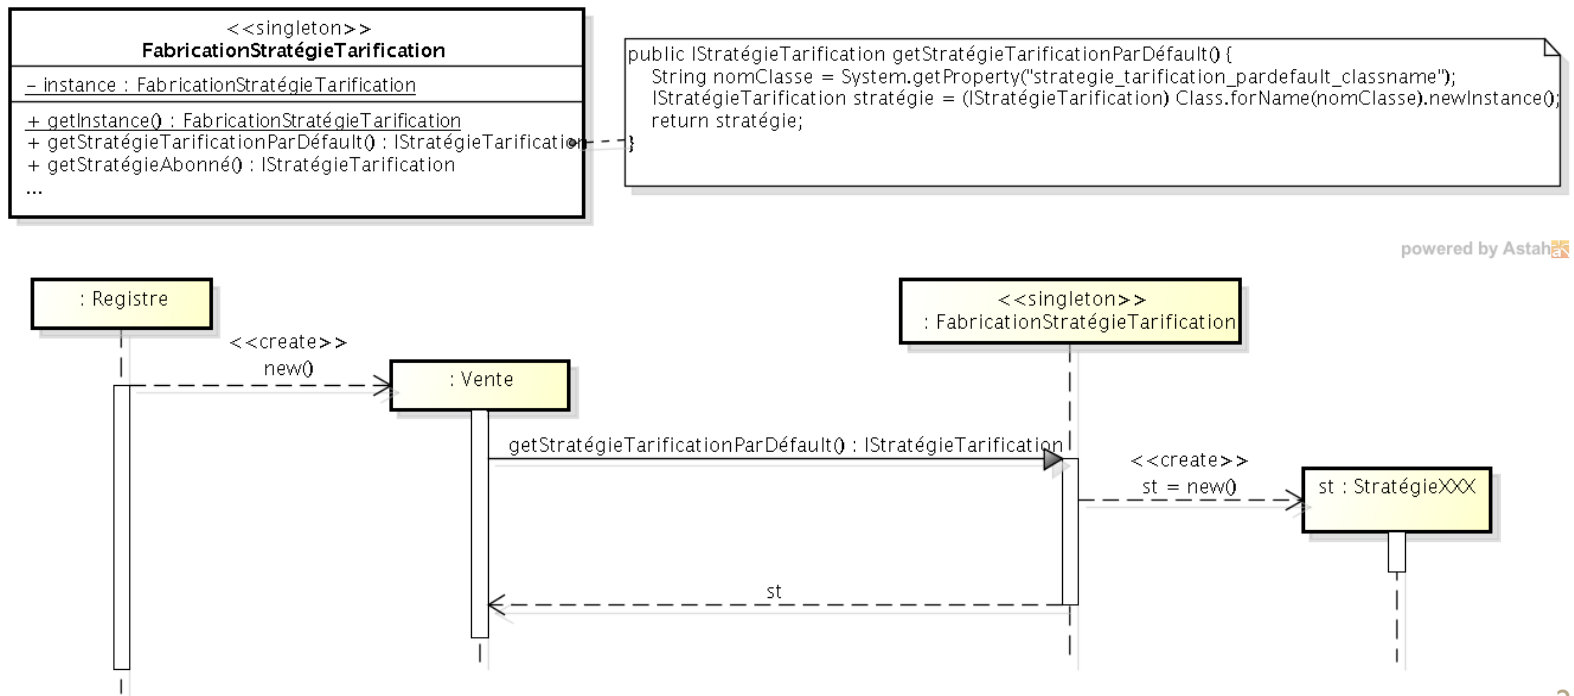 <<singleton>>
FabricationStratégieTarification
- instance : FabricationStratégieTarification
+ getInstance() : FabricationStratégieTarification
+ getStratégieTarificationParDéfault() : IStratégieTarification
+ getStratégieAbonné() : IStratégieTarification
...
public IStratégieTarification getStratégieTarificationParDéfault() {
String nomClasse = System.getProperty("strategie_tarification_pardefault_classname");
IStratégieTarification stratégie = (IStratégieTarification) Class.forName(nomClasse).newInstance();
return stratégie;
}
powered by Astah
: Registre
<<create>>
new()
: Vente
<<singleton>>
: FabricationStratégieTarification
getStratégieTarificationParDéfault() : IStratégieTarification
<<create>>
st = new()
st : StratégieXXX
st